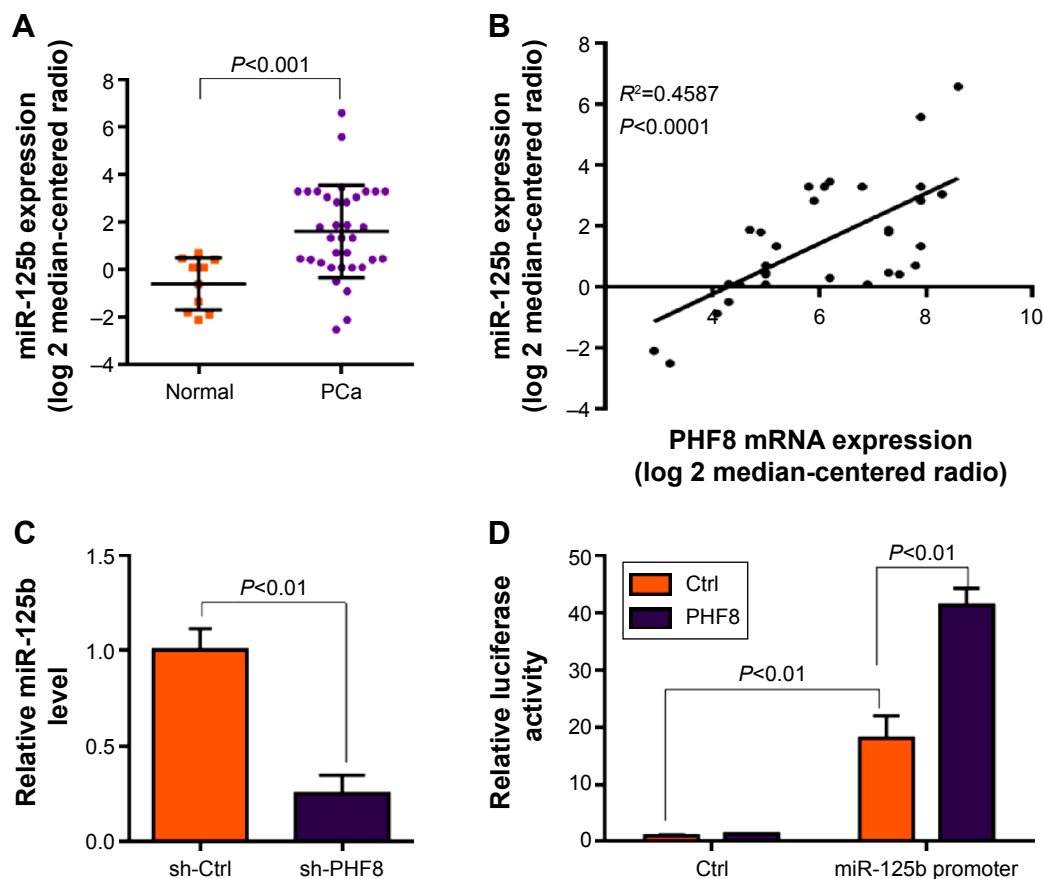 A
miR-125b expression
(log 2 median-centered radio)
P<0.001
8
6
4
2
0
–2
–4
Normal
PCa
B
miR-125b expression
(log 2 median-centered radio)
R²=0.4587
P<0.0001
8
6
4
2
0
–2
–4
4
6
8
10
PHF8 mRNA expression
(log 2 median-centered radio)
C
Relative miR-125b
level
P<0.01
1.5
1.0
0.5
0.0
sh-Ctrl
sh-PHF8
D
Relative luciferase
activity
Ctrl
PHF8
P<0.01
P<0.01
50
40
30
20
10
0
Ctrl
miR-125b promoter